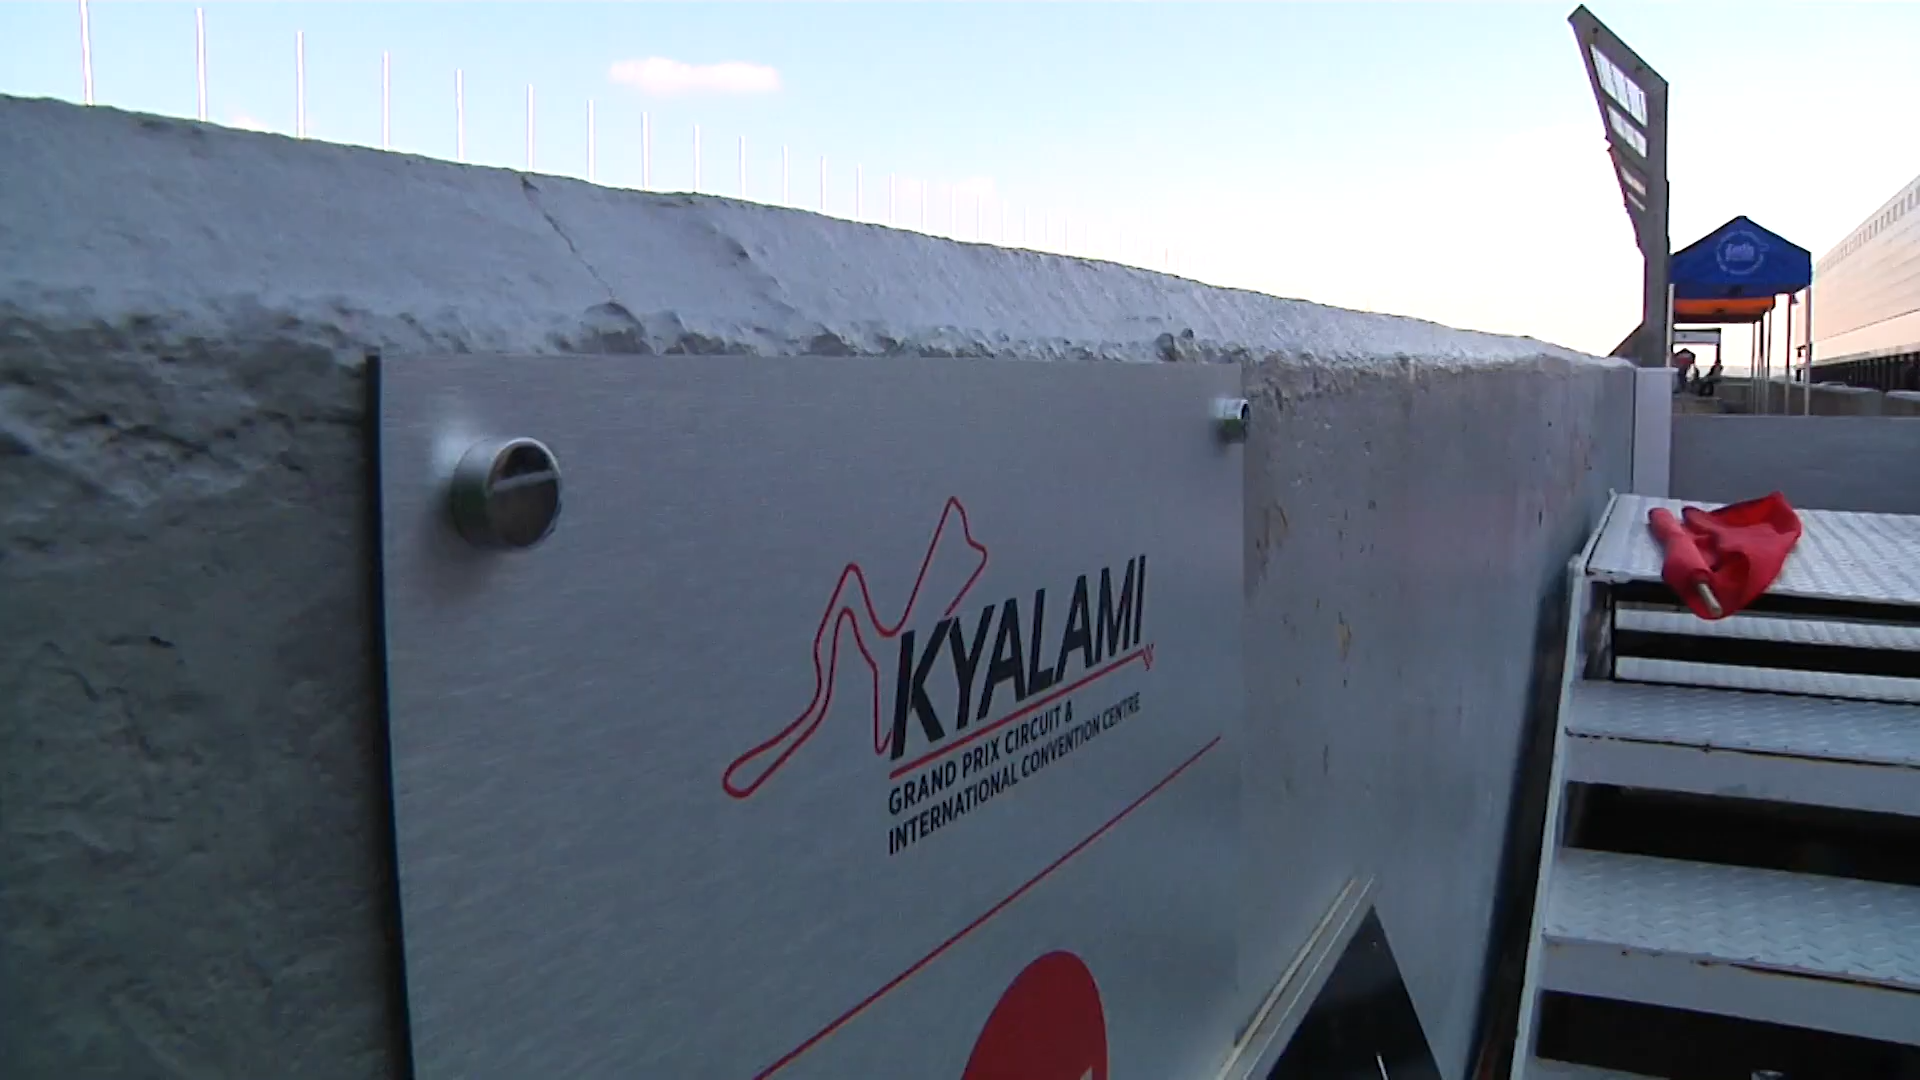 KYALAMI
GRAND PRIX CIRCUIT &
INTERNATIONAL CONVENTION CENTRE